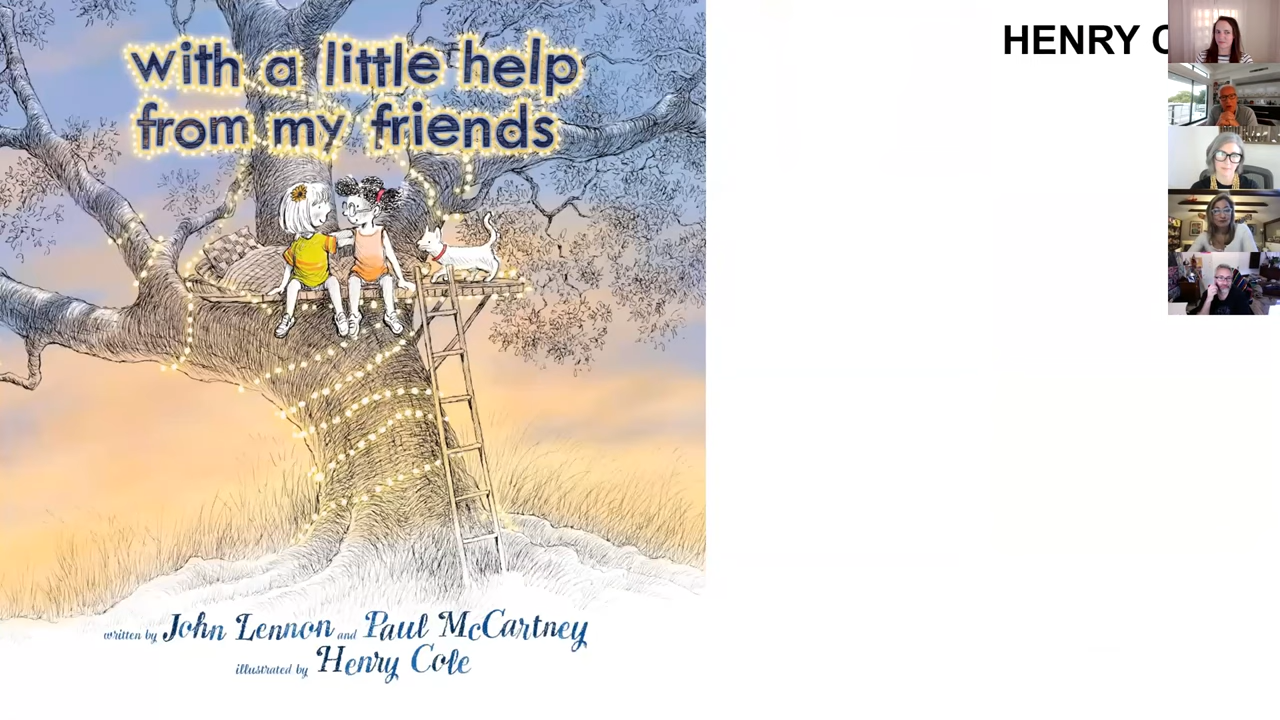 with a little help
from my friends
written by John Lennon and Paul McCartney
illustrated by Henry Cole
HENRY C